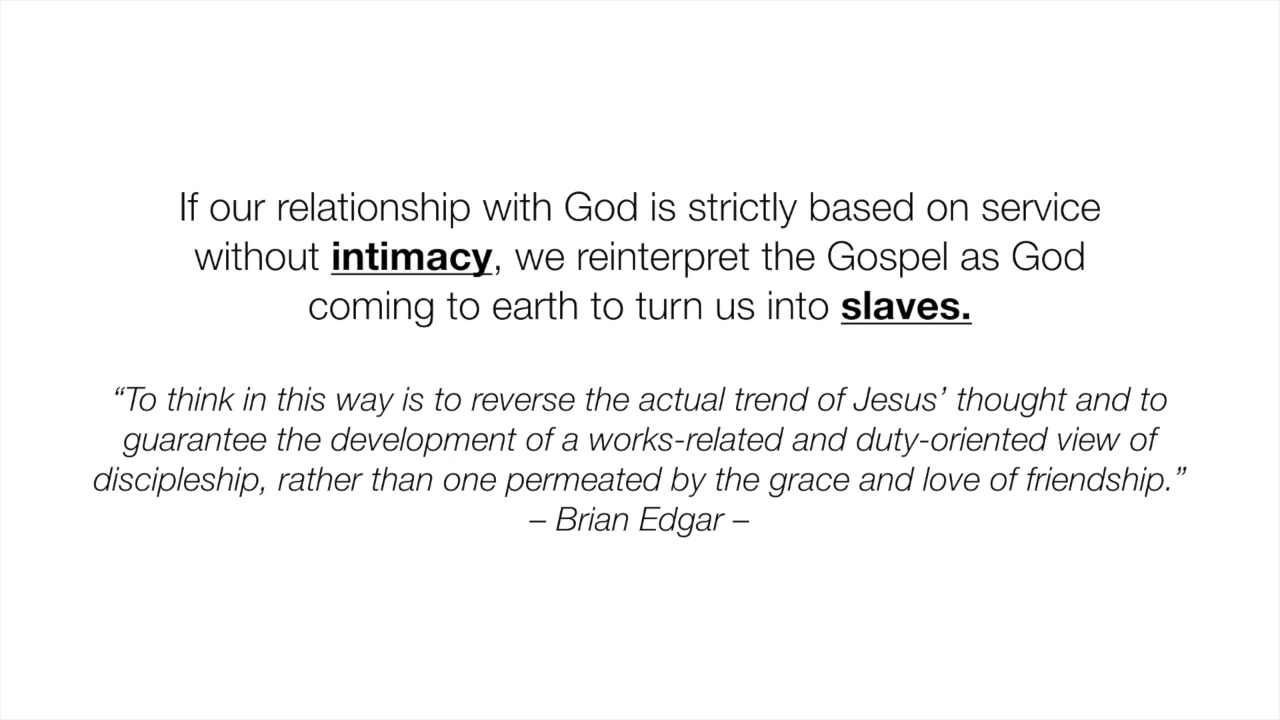 If our relationship with God is strictly based on service
without intimacy, we reinterpret the Gospel as God
coming to earth to turn us into slaves.
“To think in this way is to reverse the actual trend of Jesus’ thought and to
guarantee the development of a works-related and duty-oriented view of
discipleship, rather than one permeated by the grace and love of friendship.”
– Brian Edgar –